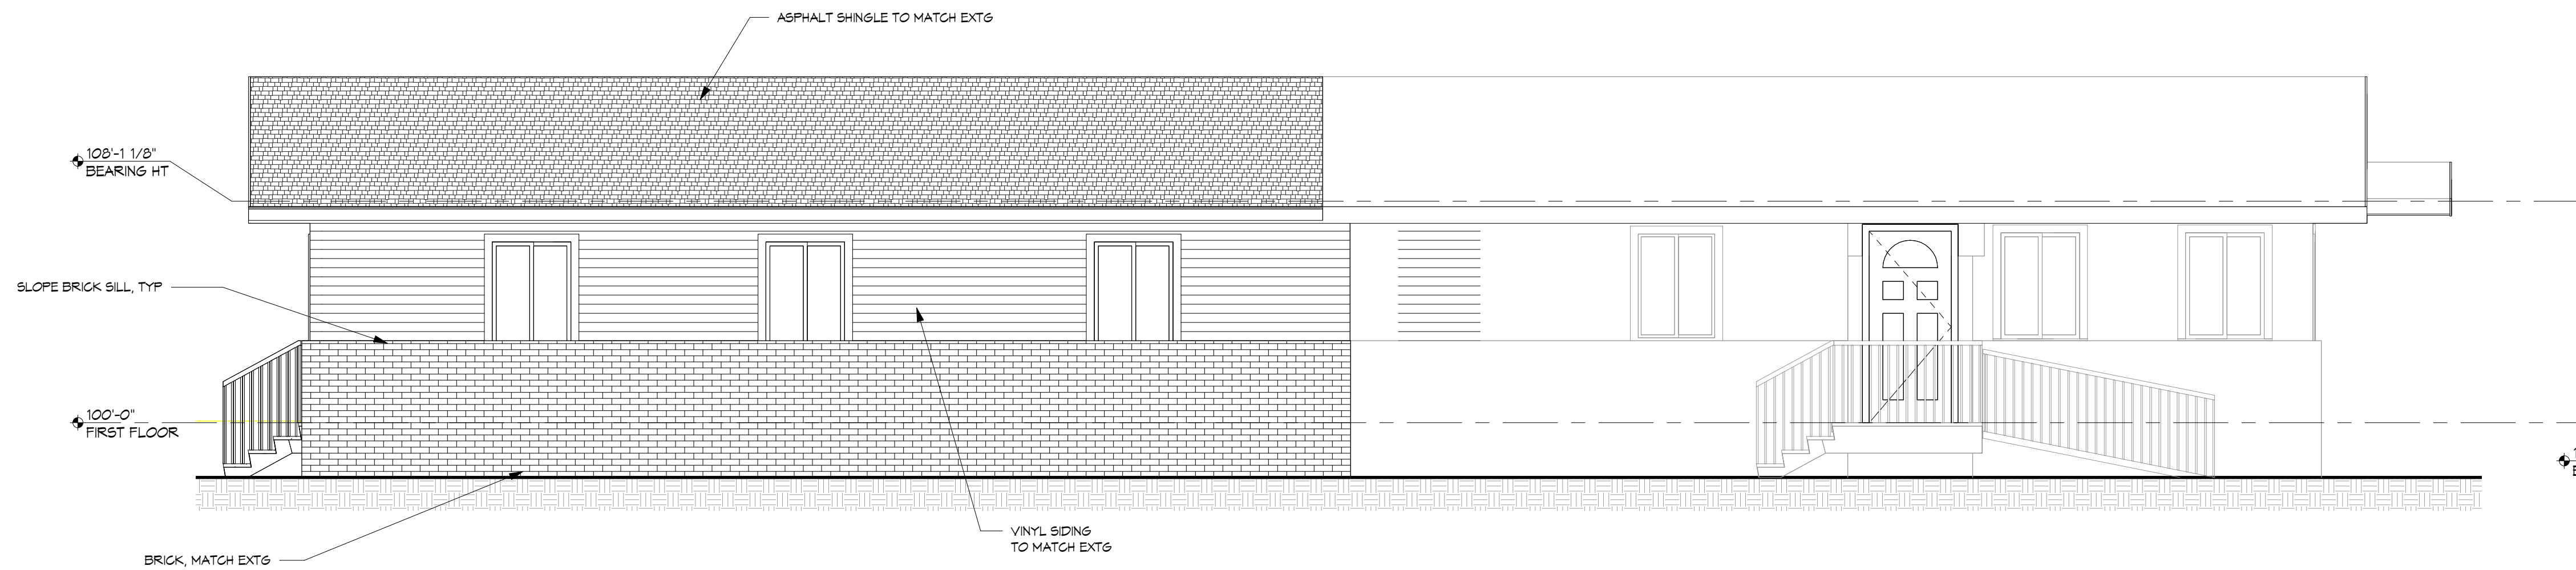 ASPHALT SHINGLE TO MATCH EXTG
108'-1 1/8"
BEARING HT
SLOPE BRICK SILL, TYP
100'-0"
FIRST FLOOR
VINYL SIDING
TO MATCH EXTG
BRICK, MATCH EXTG